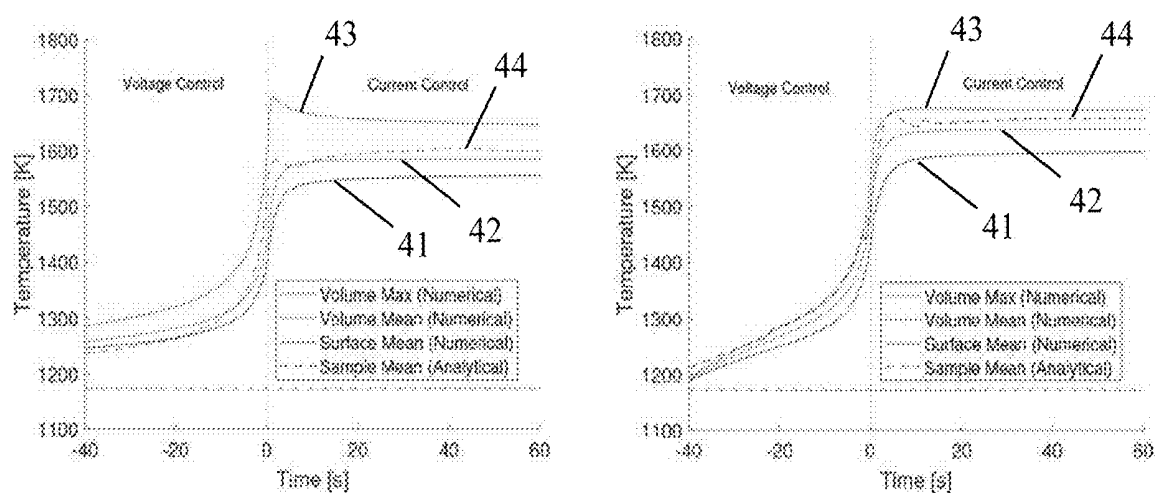 1800
1700
1600
1500
1400
1300
1200
1100
Temperature [K]
Voltage Control
Current Control
43
44
42
41
Volume Max (Numerical)
Volume Mean (Numerical)
Surface Mean (Numerical)
Sample Mean (Analytical)
-40 -20 0 20 40 60
Time [s]
1800
1700
1600
1500
1400
1300
1200
1100
Temperature [K]
Voltage Control
Current Control
43
44
42
41
Volume Max (Numerical)
Volume Mean (Numerical)
Surface Mean (Numerical)
Sample Mean (Analytical)
-40 -20 0 20 40 60
Time [s]